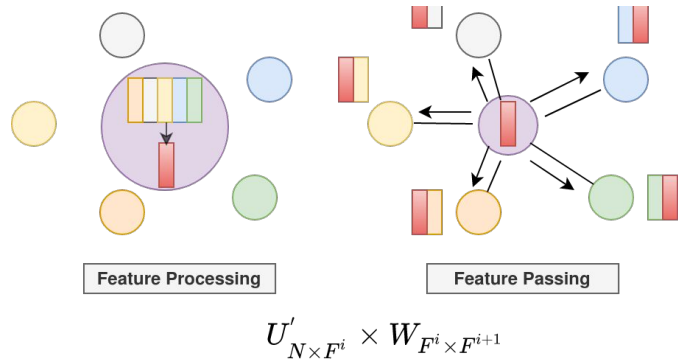 Feature Processing
Feature Passing
U'_{N×F^i} × W_{F^i×F^{i+1}}